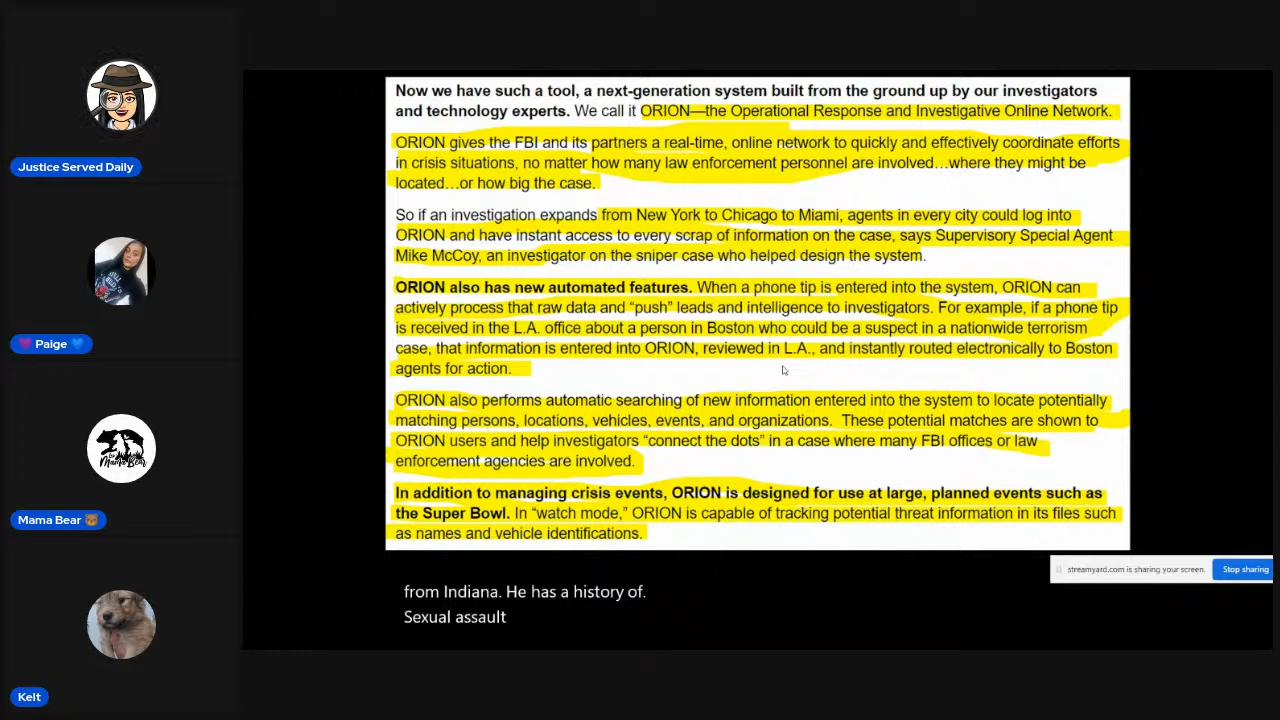 Justice Served Daily
💗 Paige 💙
Mama Bear
Mama Bear 🐻
Kelt
Now we have such a tool, a next-generation system built from the ground up by our investigators
and technology experts. We call it ORION—the Operational Response and Investigative Online Network.
ORION gives the FBI and its partners a real-time, online network to quickly and effectively coordinate efforts
in crisis situations, no matter how many law enforcement personnel are involved…where they might be
located…or how big the case.
So if an investigation expands from New York to Chicago to Miami, agents in every city could log into
ORION and have instant access to every scrap of information on the case, says Supervisory Special Agent
Mike McCoy, an investigator on the sniper case who helped design the system.
ORION also has new automated features. When a phone tip is entered into the system, ORION can
actively process that raw data and “push” leads and intelligence to investigators. For example, if a phone tip
is received in the L.A. office about a person in Boston who could be a suspect in a nationwide terrorism
case, that information is entered into ORION, reviewed in L.A., and instantly routed electronically to Boston
agents for action.
ORION also performs automatic searching of new information entered into the system to locate potentially
matching persons, locations, vehicles, events, and organizations. These potential matches are shown to
ORION users and help investigators “connect the dots” in a case where many FBI offices or law
enforcement agencies are involved.
In addition to managing crisis events, ORION is designed for use at large, planned events such as
the Super Bowl. In “watch mode,” ORION is capable of tracking potential threat information in its files such
as names and vehicle identifications.
streamyard.com is sharing your screen. Stop sharing
from Indiana. He has a history of.
Sexual assault